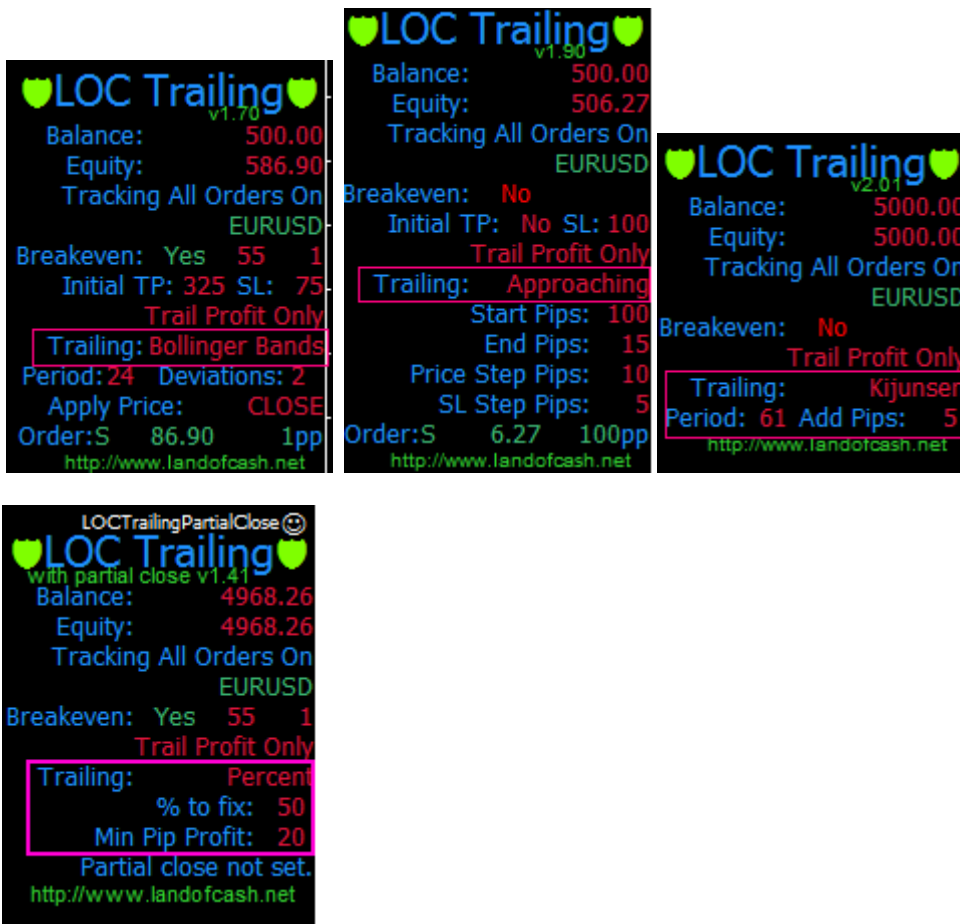 LOC Trailing
v1.70
Balance: 500.00
Equity: 586.90
Tracking All Orders On
EURUSD
Breakeven: Yes 55 1
Initial TP: 325 SL: 75
Trail Profit Only
Trailing: Bollinger Bands
Period: 24 Deviations: 2
Apply Price: CLOSE
Order:S 86.90 1pp
http://www.landofcash.net
LOC Trailing
v1.90
Balance: 500.00
Equity: 506.27
Tracking All Orders On
EURUSD
Breakeven: No
Initial TP: No SL: 100
Trail Profit Only
Trailing: Approaching
Start Pips: 100
End Pips: 15
Price Step Pips: 10
SL Step Pips: 5
Order:S 6.27 100pp
http://www.landofcash.net
LOC Trailing
v2.01
Balance: 5000.00
Equity: 5000.00
Tracking All Orders On
EURUSD
Breakeven: No
Trail Profit Only
Trailing: Kijunsen
Period: 61 Add Pips: 5
http://www.landofcash.net
LOCTrailingPartialClose
LOC Trailing
with partial close v1.41
Balance: 4968.26
Equity: 4968.26
Tracking All Orders On
EURUSD
Breakeven: Yes 55 1
Trail Profit Only
Trailing: Percent
% to fix: 50
Min Pip Profit: 20
Partial close not set.
http://www.landofcash.net